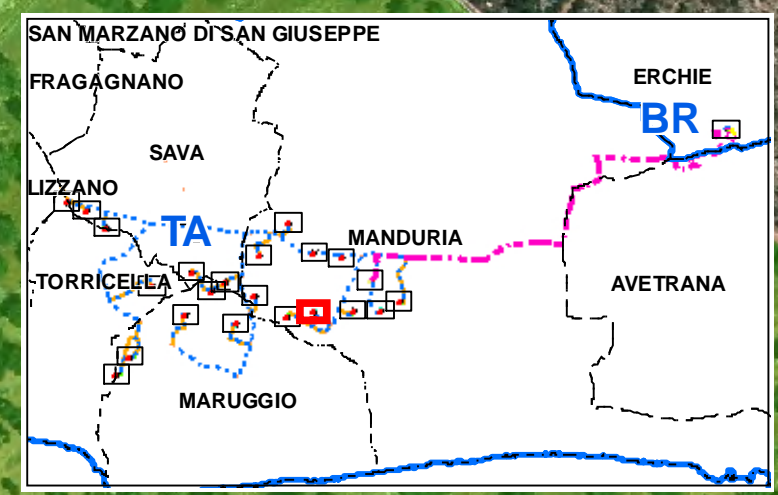 SAN MARZANO DI SAN GIUSEPPE
FRAGAGNANO
ERCHIE
BR
SAVA
LIZZANO
TA
MANDURIA
TORRICELLA
AVETRANA
MARUGGIO